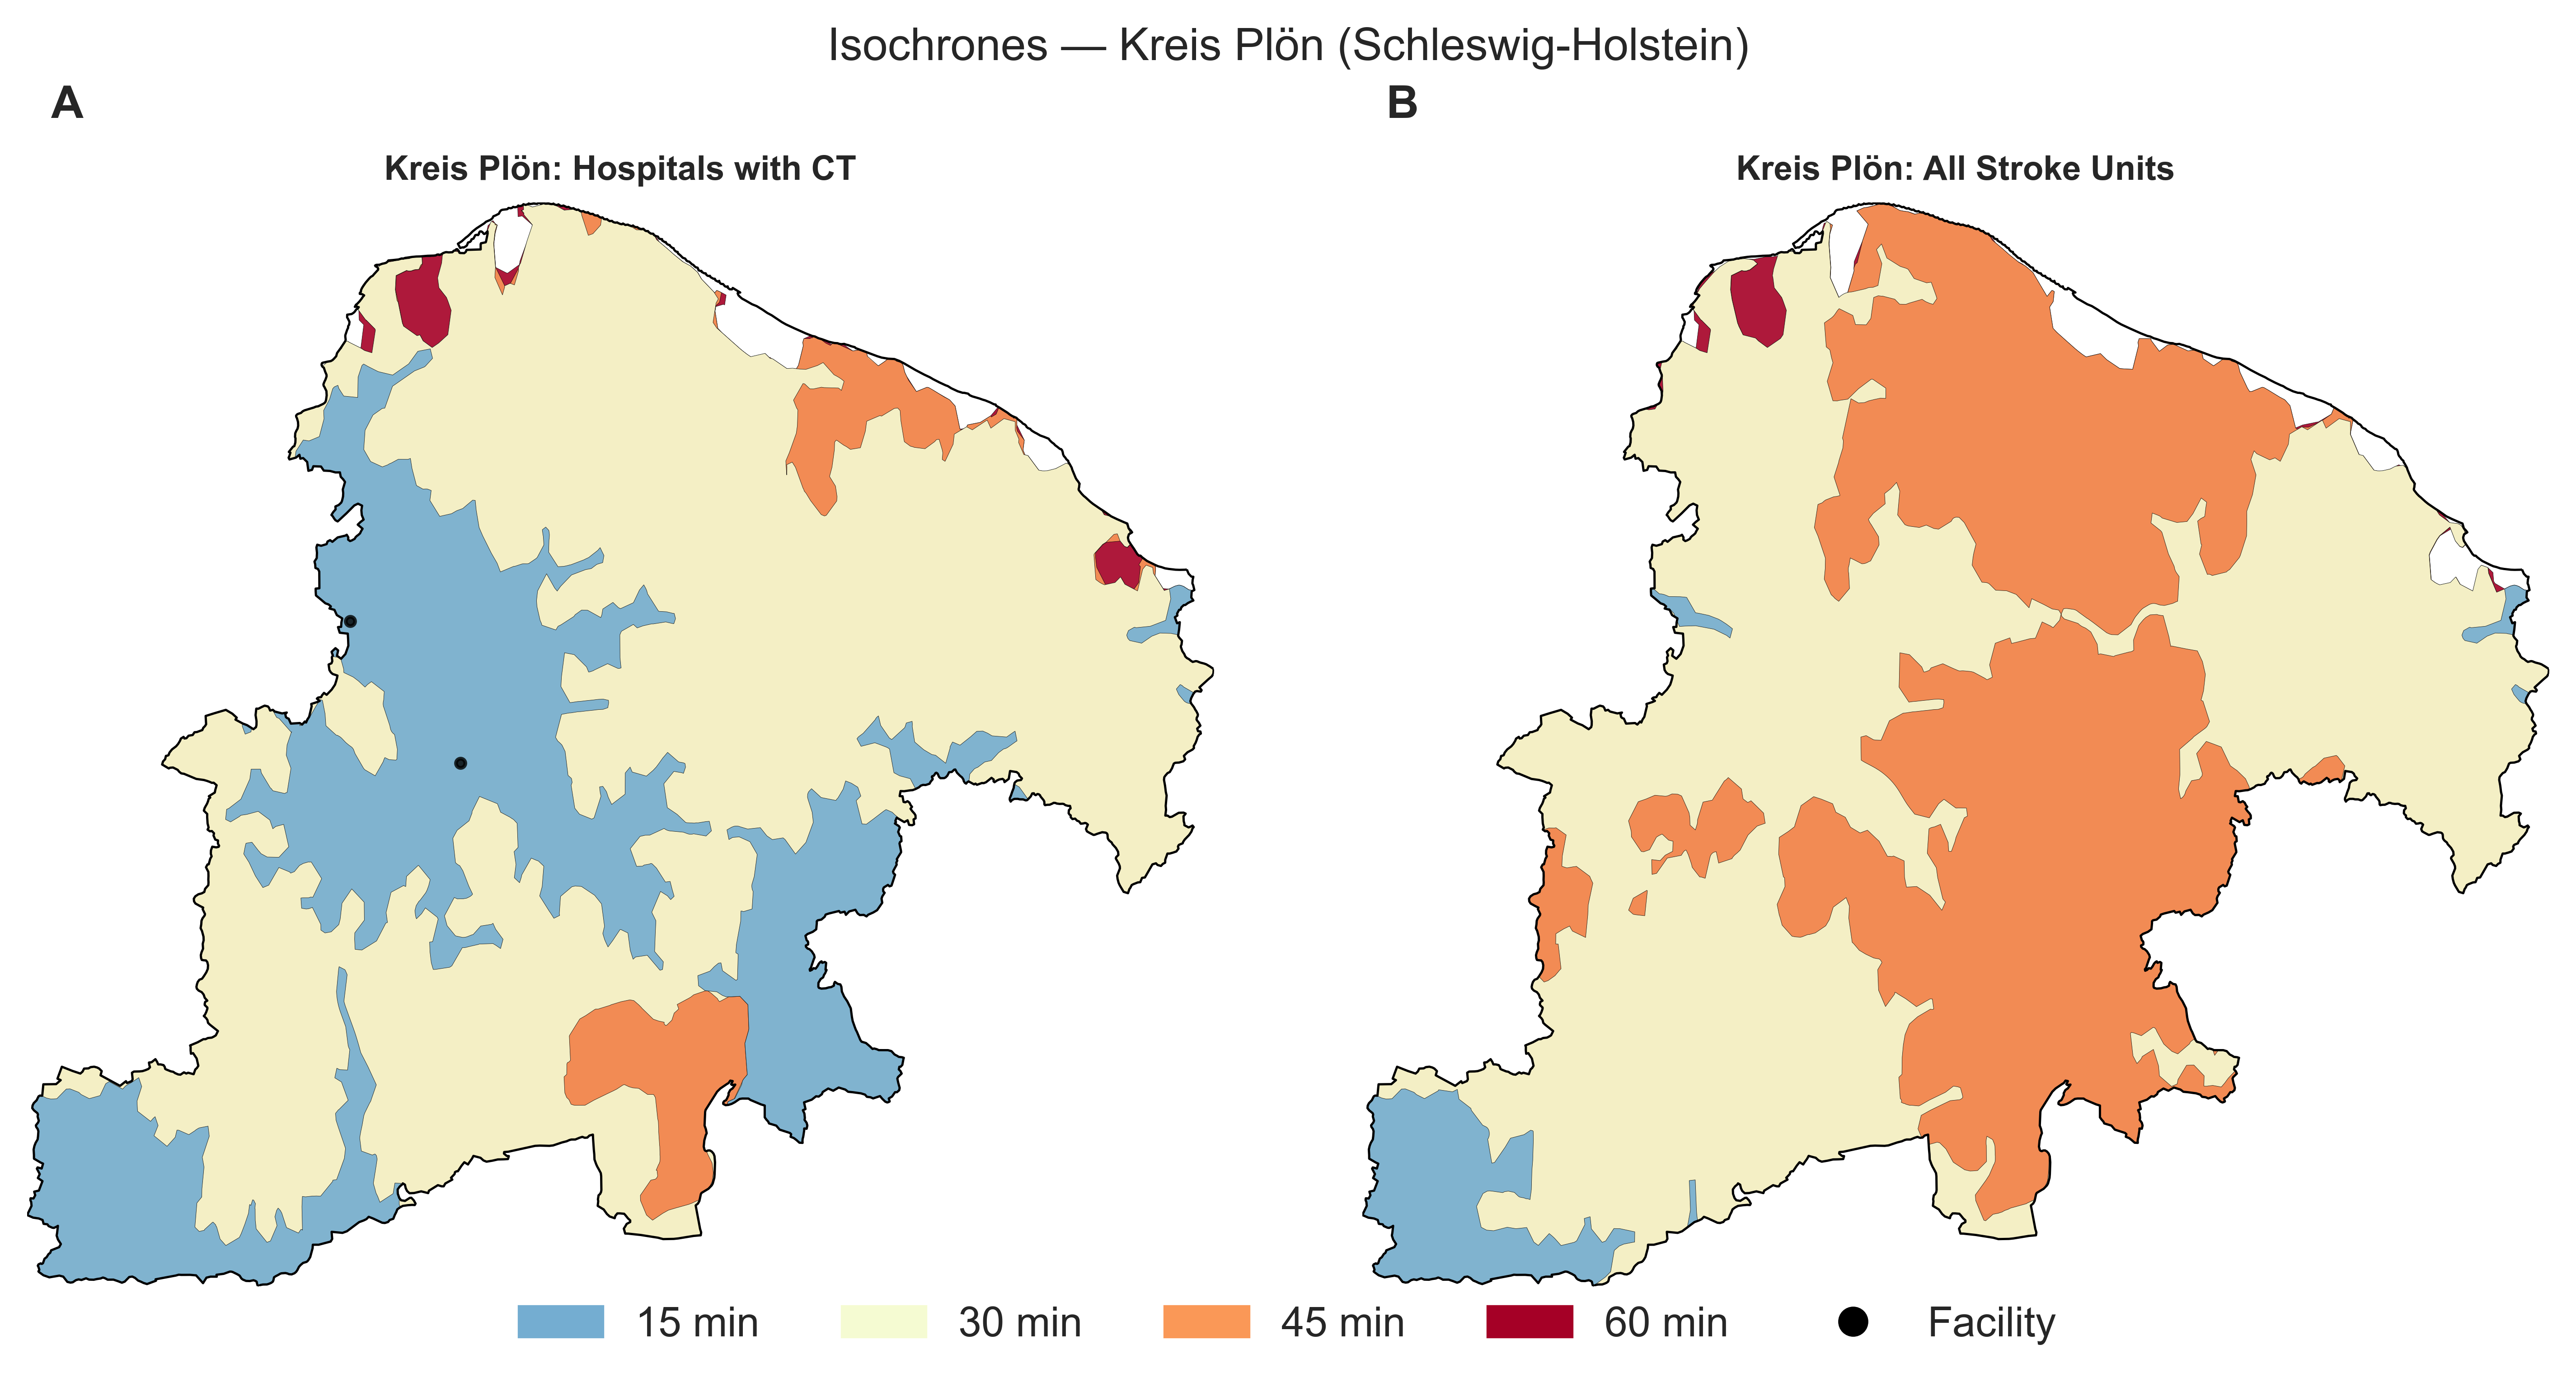 Isochrones — Kreis Plön (Schleswig-Holstein)
A
B
Kreis Plön: Hospitals with CT
Kreis Plön: All Stroke Units
15 min
30 min
45 min
60 min
Facility